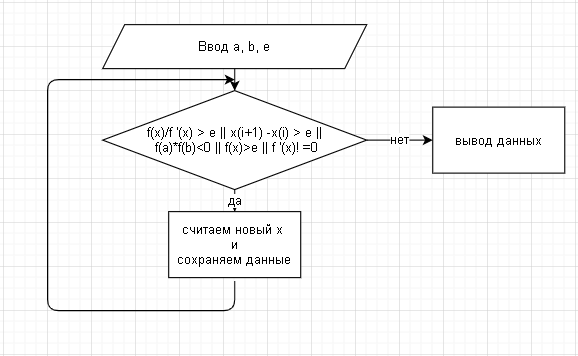 Ввод a, b, e
f(x)/f '(x) > e || x(i+1) -x(i) > e ||
f(a)*f(b)<0 || f(x)>e || f '(x)! =0
нет
вывод данных
да
считаем новый x
и
сохраняем данные